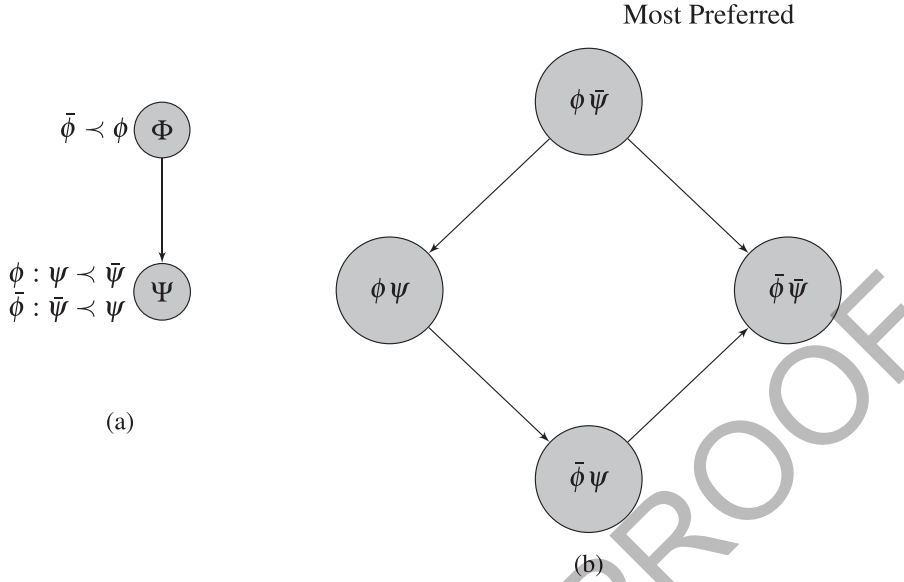 Most Preferred
ϕ̄ ≺ ϕ
Φ
ϕ : ψ ≺ ψ̄
ϕ̄ : ψ̄ ≺ ψ
Ψ
(a)
ϕ ψ̄
ϕ ψ
ϕ̄ ψ̄
ϕ̄ ψ
(b)
PROOF